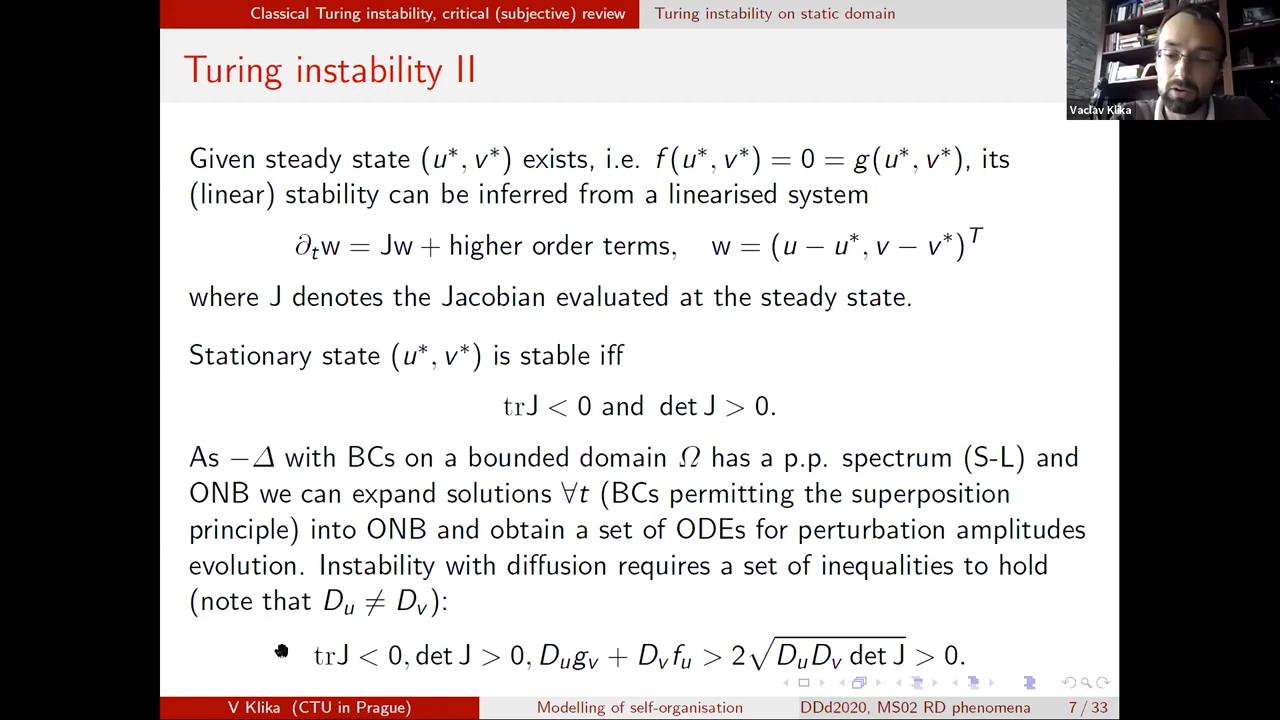 Classical Turing instability, critical (subjective) review Turing instability on static domain
Turing instability II
Vaclav Klika
Given steady state (u*, v*) exists, i.e. f(u*, v*) = 0 = g(u*, v*), its
(linear) stability can be inferred from a linearised system
∂ₜw = Jw + higher order terms, w = (u − u*, v − v*)ᵀ
where J denotes the Jacobian evaluated at the steady state.
Stationary state (u*, v*) is stable iff
trJ < 0 and det J > 0.
As −Δ with BCs on a bounded domain Ω has a p.p. spectrum (S-L) and
ONB we can expand solutions ∀t (BCs permitting the superposition
principle) into ONB and obtain a set of ODEs for perturbation amplitudes
evolution. Instability with diffusion requires a set of inequalities to hold
(note that Dᵤ ≠ Dᵥ):
trJ < 0, det J > 0, Dᵤgᵥ + Dᵥfᵤ > 2√(DᵤDᵥ det J) > 0.
V Klika (CTU in Prague) Modelling of self-organisation DDd2020, MS02 RD phenomena 7 / 33